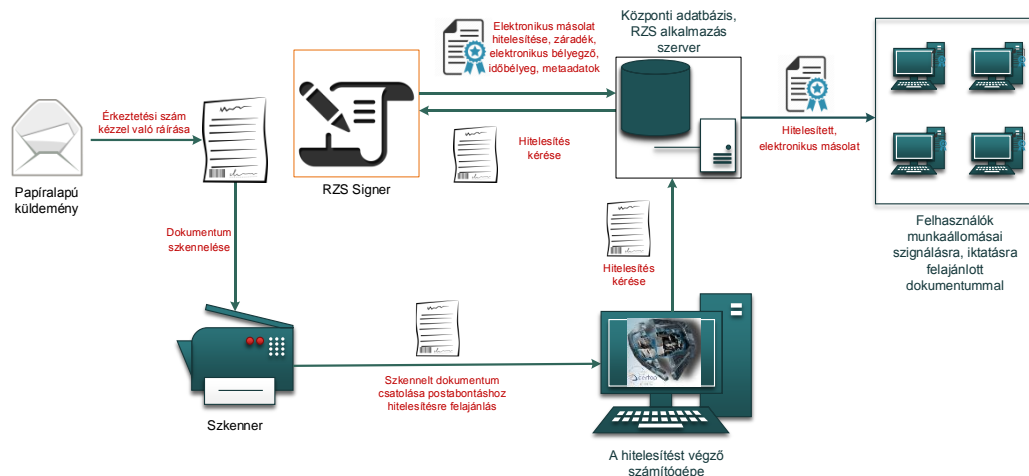 Elektronikus másolat
hitelesítése, záradék,
elektronikus bélyegző,
időbélyeg, metaadatok
Központi adatbázis,
RZS alkalmazás
szerver
Érkeztetési szám
kézzel való ráírása
Papíralapú
küldemény
RZS Signer
Hitelesítés
kérése
Hitelesített,
elektronikus másolat
Felhasználók
munkaállomásai
szignálásra, iktatásra
felajánlott
dokumentummal
Dokumentum
szkennelése
Hitelesítés
kérése
Szkennelt dokumentum
csatolása postabontáshoz
hitelesítésre felajánlás
Szkenner
certop
A hitelesítést végző
számítógépe